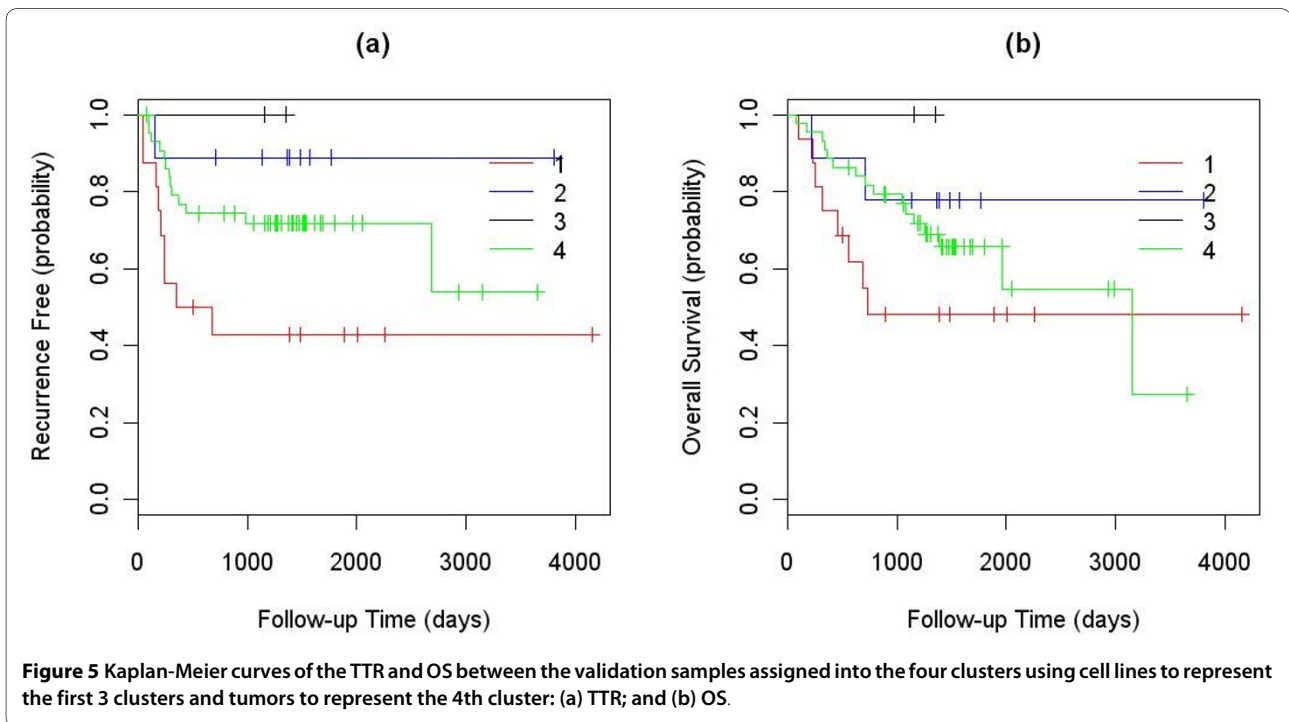 (a)
Recurrence Free (probability)
1.0
0.8
0.6
0.4
0.2
0.0
1
2
3
4
0 1000 2000 3000 4000
Follow-up Time (days)
(b)
Overall Survival (probability)
1.0
0.8
0.6
0.4
0.2
0.0
1
2
3
4
0 1000 2000 3000 4000
Follow-up Time (days)
Figure 5 Kaplan-Meier curves of the TTR and OS between the validation samples assigned into the four clusters using cell lines to represent
the first 3 clusters and tumors to represent the 4th cluster: (a) TTR; and (b) OS.